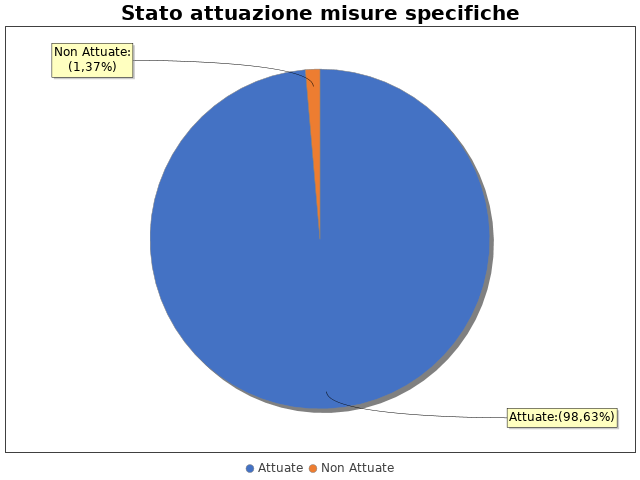 Stato attuazione misure specifiche
Non Attuate:
(1,37%)
Attuate:(98,63%)
Attuate Non Attuate